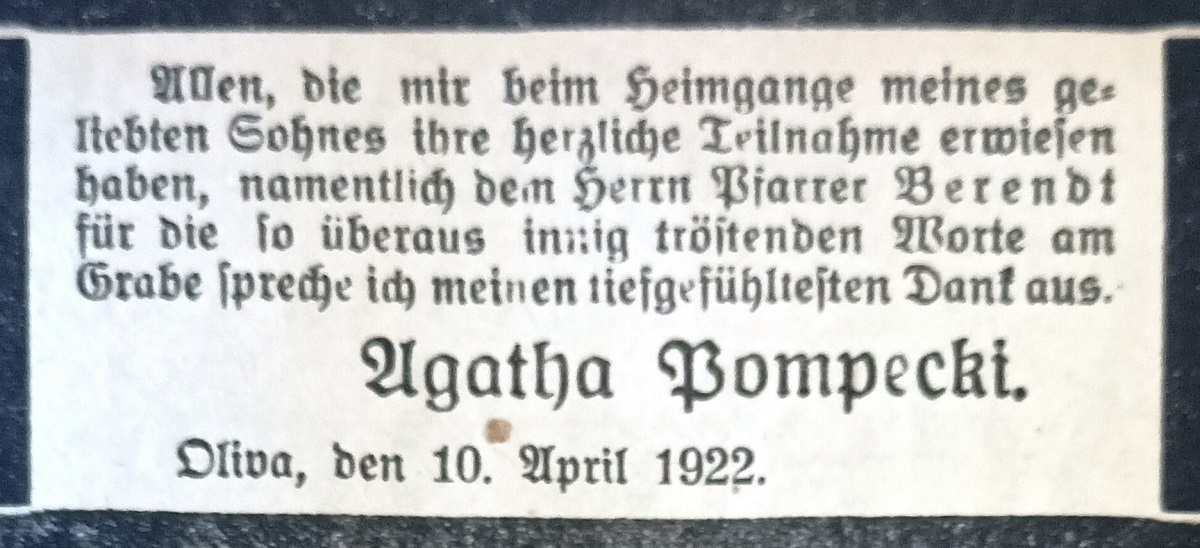 Allen, die mir beim Heimgange meines ge-
liebten Sohnes ihre herzliche Teilnahme erwiesen
haben, namentlich dem Herrn Pfarrer Berendt
für die so überaus innig tröstenden Worte am
Grabe spreche ich meinen tiefgefühltesten Dank aus.
Agatha Pompecki.
Oliva, den 10. April 1922.